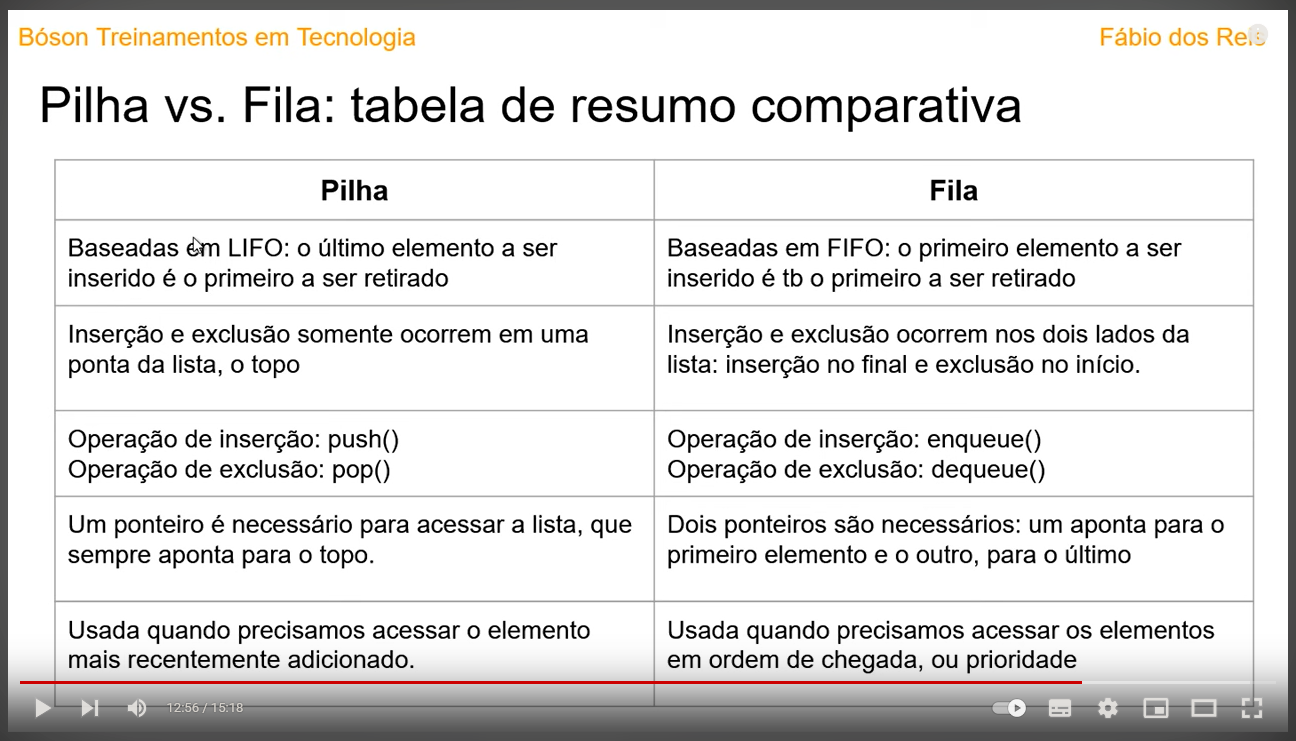 Bóson Treinamentos em Tecnologia
Fábio dos Reis
Pilha vs. Fila: tabela de resumo comparativa
Pilha
Fila
Baseadas em LIFO: o último elemento a ser
inserido é o primeiro a ser retirado
Baseadas em FIFO: o primeiro elemento a ser
inserido é tb o primeiro a ser retirado
Inserção e exclusão somente ocorrem em uma
ponta da lista, o topo
Inserção e exclusão ocorrem nos dois lados da
lista: inserção no final e exclusão no início.
Operação de inserção: push()
Operação de exclusão: pop()
Operação de inserção: enqueue()
Operação de exclusão: dequeue()
Um ponteiro é necessário para acessar a lista, que
sempre aponta para o topo.
Dois ponteiros são necessários: um aponta para o
primeiro elemento e o outro, para o último
Usada quando precisamos acessar o elemento
mais recentemente adicionado.
Usada quando precisamos acessar os elementos
em ordem de chegada, ou prioridade
12:56 / 15:18